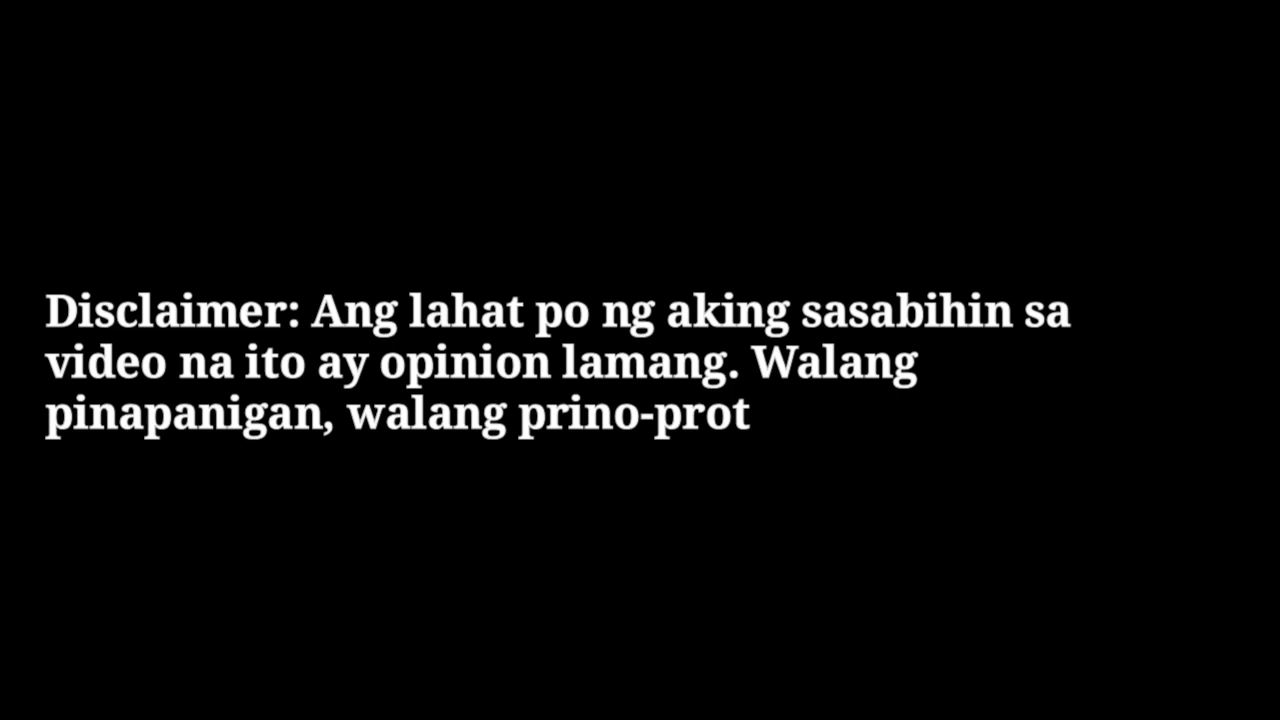 Disclaimer: Ang lahat po ng aking sasabihin sa
video na ito ay opinion lamang. Walang
pinapanigan, walang prino-prot